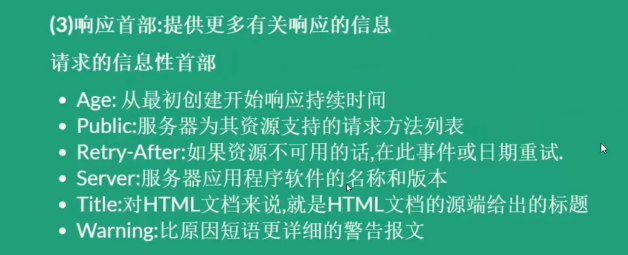 (3)响应首部:提供更多有关响应的信息
请求的信息性首部
• Age: 从最初创建开始响应持续时间
• Public:服务器为其资源支持的请求方法列表
• Retry-After:如果资源不可用的话,在此事件或日期重试.
• Server:服务器应用程序软件的名称和版本
• Title:对HTML文档来说,就是HTML文档的源端给出的标题
• Warning:比原因短语更详细的警告报文